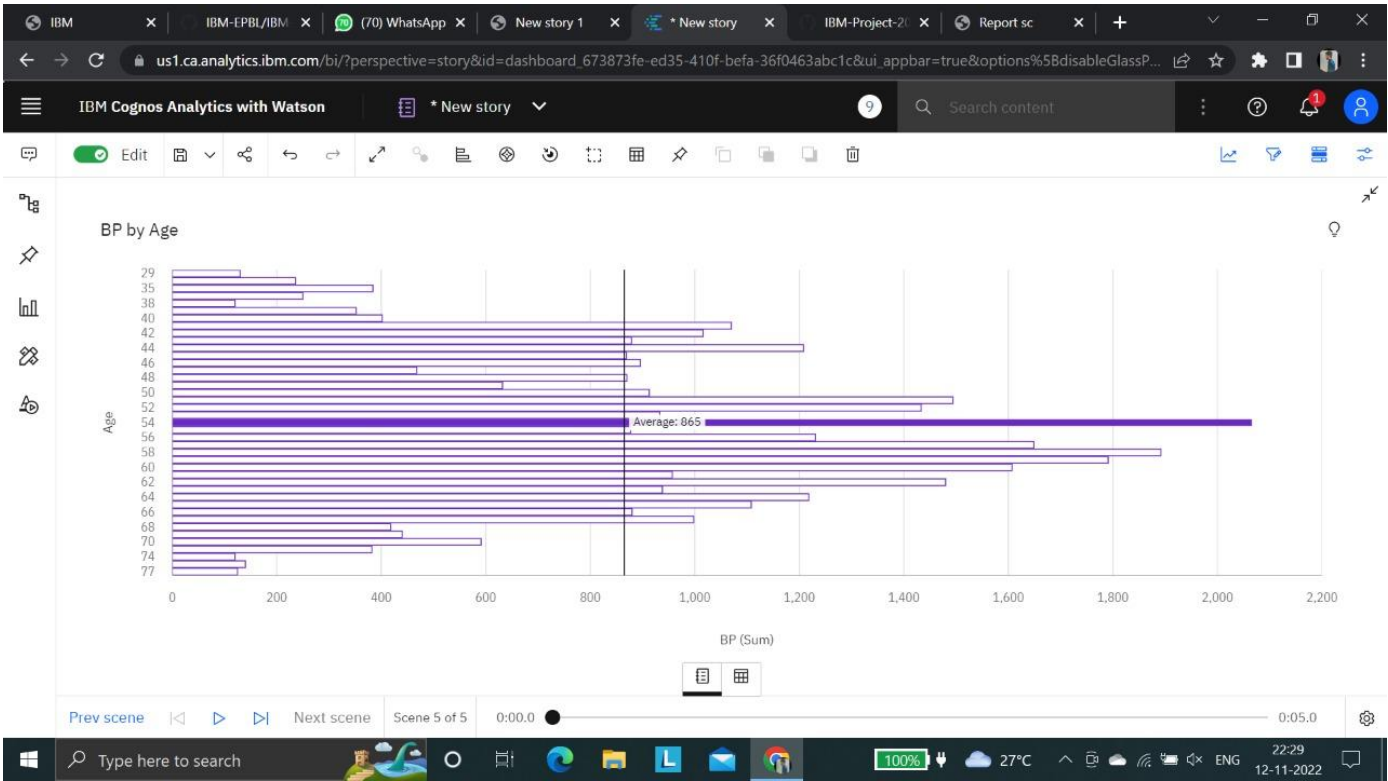 IBM
IBM-EPBL/IBM
(70) WhatsApp
New story 1
* New story
IBM-Project-20
Report sc
us1.ca.analytics.ibm.com/bi/?perspective=story&id=dashboard_673873fe-ed35-410f-befa-36f0463abc1c&ui_appbar=true&options%5BdisableGlassP...
IBM Cognos Analytics with Watson
* New story
9
Search content
1
Edit
BP by Age
Age
29
35
38
40
42
44
46
48
50
52
54
56
58
60
62
64
66
68
70
74
77
Average: 865
0 200 400 600 800 1,000 1,200 1,400 1,600 1,800 2,000 2,200
BP (Sum)
Prev scene
Next scene
Scene 5 of 5
0:00.0
0:05.0
Type here to search
L
100%
27°C
ENG
22:29
12-11-2022